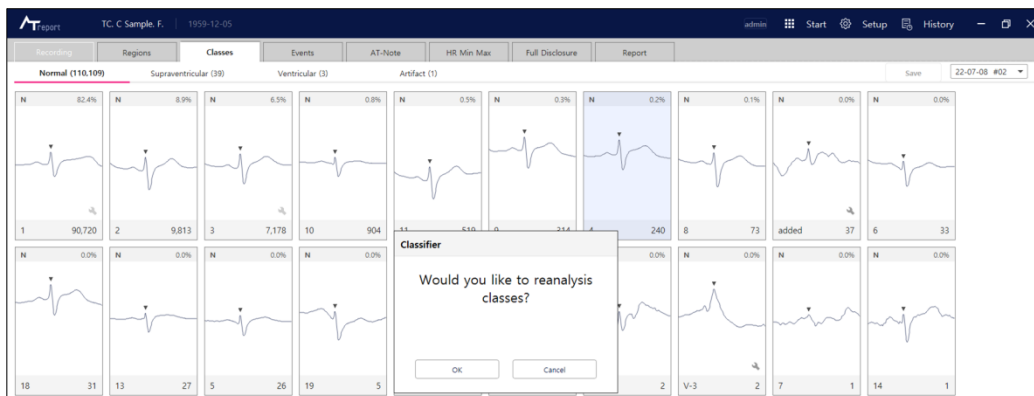 AT report TC. C Sample. F. 1959-12-05 admin Start Setup History
Recording Regions Classes Events AT-Note HR Min Max Full Disclosure Report
Normal (110,109) Supraventricular (39) Ventricular (3) Artifact (1) Save 22-07-08 #02
N 82.4% N 8.9% N 6.5% N 0.8% N 0.5% N 0.3% N 0.2% N 0.1% N 0.0% N 0.0%
1 90,720 2 9,813 3 7,178 10 904 11 519 9 314 4 240 8 73 added 37 6 33
Classifier
N 0.0% N 0.0% N 0.0% N 0.0% 0.0% N 0.0% N 0.0% N 0.0%
Would you like to reanalysis
classes?
OK Cancel
18 31 13 27 5 26 19 5 2 V-3 2 7 1 14 1